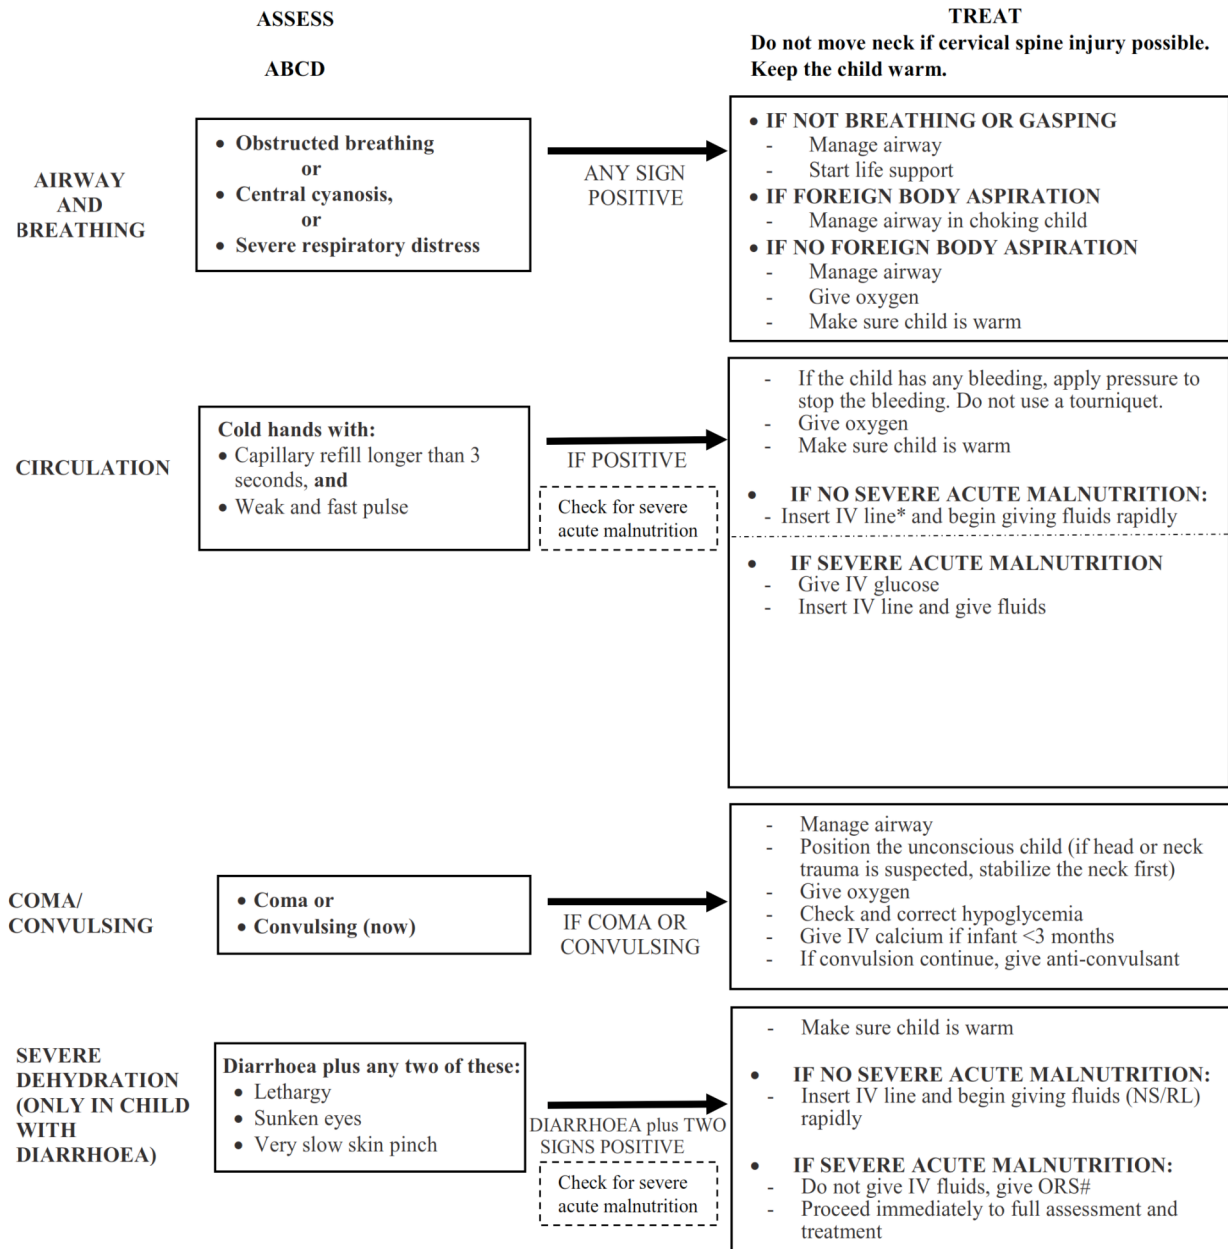 ASSESS
ABCD
TREAT
Do not move neck if cervical spine injury possible.
Keep the child warm.
AIRWAY
AND
BREATHING
• Obstructed breathing
or
• Central cyanosis,
or
• Severe respiratory distress
ANY SIGN
POSITIVE
• IF NOT BREATHING OR GASPING
- Manage airway
- Start life support
• IF FOREIGN BODY ASPIRATION
- Manage airway in choking child
• IF NO FOREIGN BODY ASPIRATION
- Manage airway
- Give oxygen
- Make sure child is warm
CIRCULATION
Cold hands with:
• Capillary refill longer than 3
seconds, and
• Weak and fast pulse
IF POSITIVE
Check for severe
acute malnutrition
- If the child has any bleeding, apply pressure to
stop the bleeding. Do not use a tourniquet.
- Give oxygen
- Make sure child is warm
• IF NO SEVERE ACUTE MALNUTRITION:
- Insert IV line* and begin giving fluids rapidly
• IF SEVERE ACUTE MALNUTRITION
- Give IV glucose
- Insert IV line and give fluids
COMA/
CONVULSING
• Coma or
• Convulsing (now)
IF COMA OR
CONVULSING
- Manage airway
- Position the unconscious child (if head or neck
trauma is suspected, stabilize the neck first)
- Give oxygen
- Check and correct hypoglycemia
- Give IV calcium if infant <3 months
- If convulsion continue, give anti-convulsant
SEVERE
DEHYDRATION
(ONLY IN CHILD
WITH
DIARRHOEA)
Diarrhoea plus any two of these:
• Lethargy
• Sunken eyes
• Very slow skin pinch
DIARRHOEA plus TWO
SIGNS POSITIVE
Check for severe
acute malnutrition
- Make sure child is warm
• IF NO SEVERE ACUTE MALNUTRITION:
- Insert IV line and begin giving fluids (NS/RL)
rapidly
• IF SEVERE ACUTE MALNUTRITION:
- Do not give IV fluids, give ORS#
- Proceed immediately to full assessment and
treatment